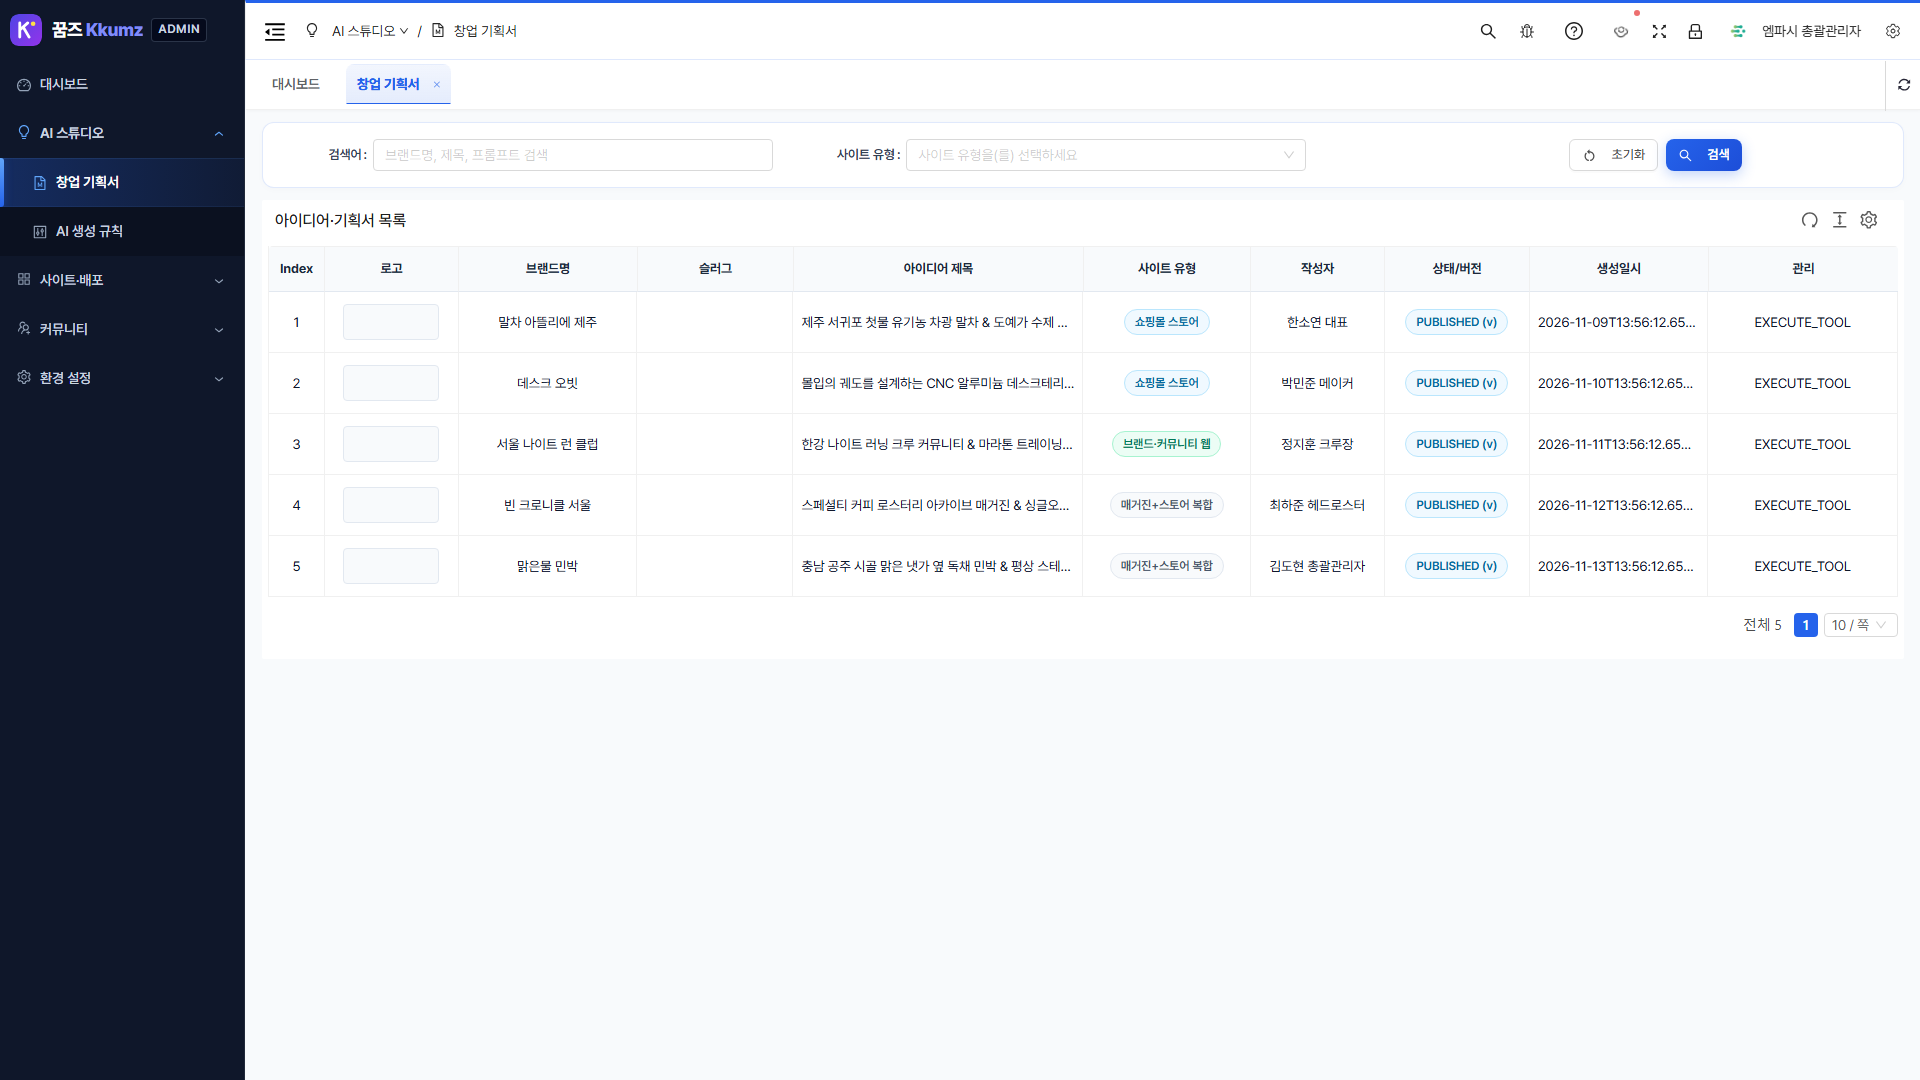 꿈즈 Kkumz ADMIN
대시보드
AI 스튜디오
창업 기획서
AI 생성 규칙
사이트·배포
커뮤니티
환경 설정
AI 스튜디오 / 창업 기획서
엠파시 총괄관리자
대시보드
창업 기획서 ×
검색어 : 브랜드명, 제목, 프롬프트 검색
사이트 유형 : 사이트 유형을(를) 선택하세요
초기화
검색
아이디어·기획서 목록
Index 로고 브랜드명 슬러그 아이디어 제목 사이트 유형 작성자 상태/버전 생성일시 관리
1 말차 아뜰리에 제주 제주 서귀포 첫물 유기농 차광 말차 & 도예가 수제 ... 쇼핑몰 스토어 한소연 대표 PUBLISHED (v) 2026-11-09T13:56:12.65... EXECUTE_TOOL
2 데스크 오빗 몰입의 궤도를 설계하는 CNC 알루미늄 데스크테리... 쇼핑몰 스토어 박민준 메이커 PUBLISHED (v) 2026-11-10T13:56:12.65... EXECUTE_TOOL
3 서울 나이트 런 클럽 한강 나이트 러닝 크루 커뮤니티 & 마라톤 트레이닝... 브랜드·커뮤니티 웹 정지훈 크루장 PUBLISHED (v) 2026-11-11T13:56:12.65... EXECUTE_TOOL
4 빈 크로니클 서울 스페셜티 커피 로스터리 아카이브 매거진 & 싱글오... 매거진+스토어 복합 최하준 헤드로스터 PUBLISHED (v) 2026-11-12T13:56:12.65... EXECUTE_TOOL
5 맑은물 민박 충남 공주 시골 맑은 냇가 옆 독채 민박 & 평상 스테... 매거진+스토어 복합 김도현 총괄관리자 PUBLISHED (v) 2026-11-13T13:56:12.65... EXECUTE_TOOL
전체 5 1 10 / 쪽